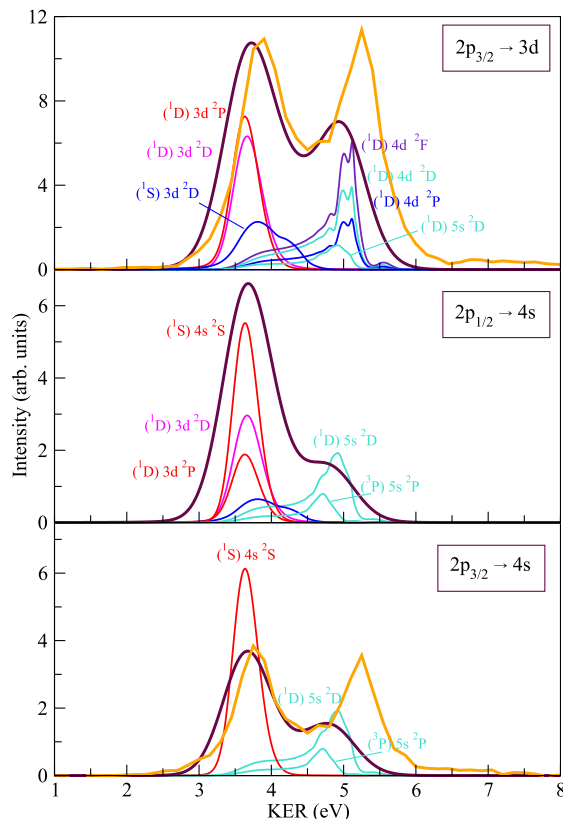 12
2p3/2 → 3d
9
(1D) 3d 2P
(1D) 3d 2D
(1D) 4d 2F
6
(1D) 4d 2D
(1S) 3d 2D
(1D) 4d 2P
3
(1D) 5s 2D
0
2p1/2 → 4s
6
(1S) 4s 2S
4
(1D) 3d 2D
(1D) 5s 2D
2
(1D) 3d 2P
(3P) 5s 2P
0
Intensity (arb. units)
(1S) 4s 2S
2p3/2 → 4s
6
4
(1D) 5s 2D
2
(3P) 5s 2P
0
1 2 3 4 5 6 7 8
KER (eV)